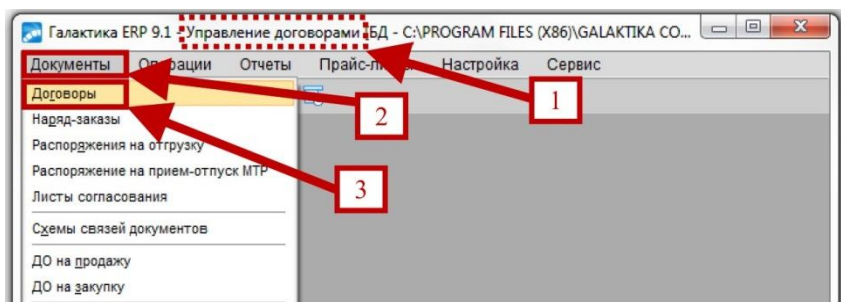 Галактика ERP 9.1 - Управление договорами БД - C:\PROGRAM FILES (X86)\GALAKTIKA CO...
Документы Операции Отчеты Настройка Сервис
1
Договоры
2
Наряд-заказы
Распоряжения на отгрузку
Распоряжение на прием-отпуск МТР
3
Листы согласования
Схемы связей документов
ДО на продажу
ДО на закупку